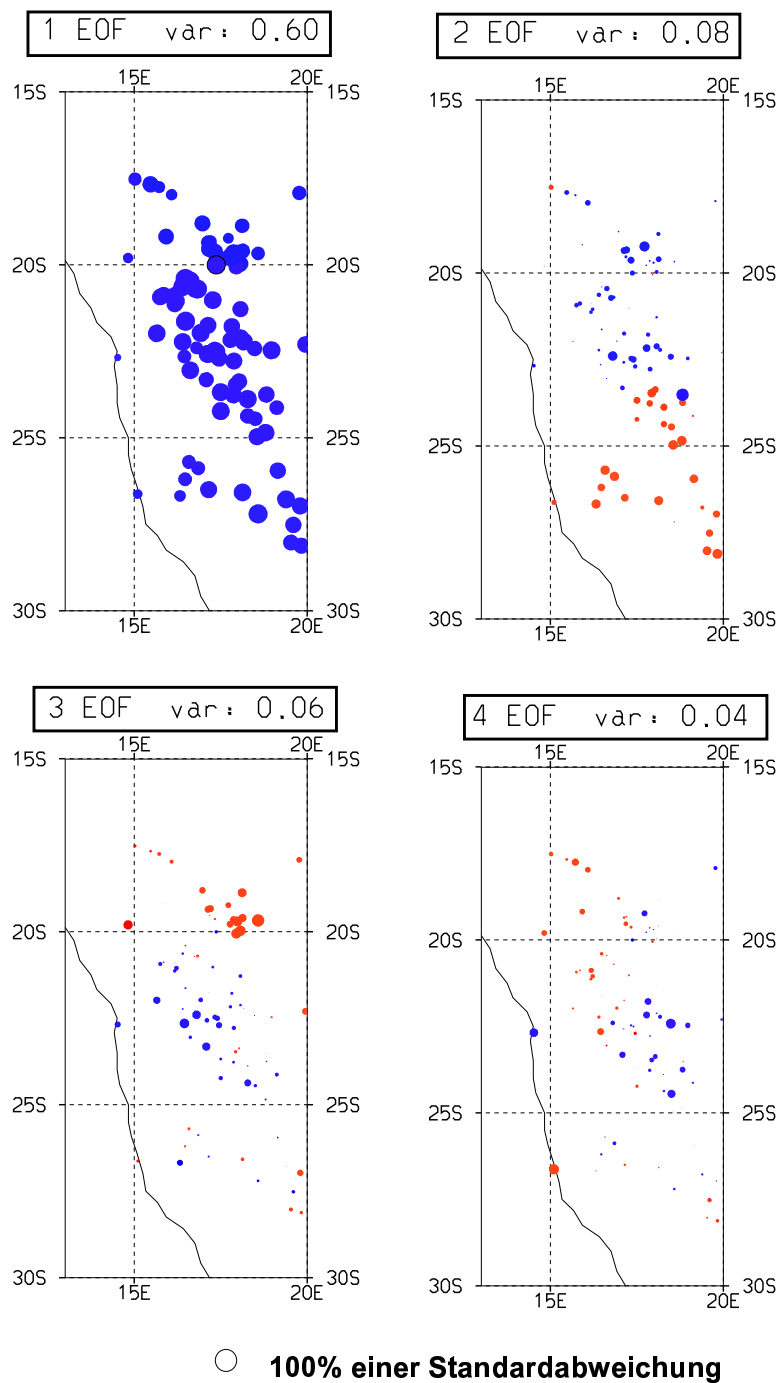 1 EOF var: 0.60
15E 20E
15S 15S
20S 20S
25S 25S
30S 30S
15E 20E
2 EOF var: 0.08
15E 20E
15S 15S
20S 20S
25S 25S
30S 30S
15E 20E
3 EOF var: 0.06
15E 20E
15S 15S
20S 20S
25S 25S
30S 30S
15E 20E
4 EOF var: 0.04
15E 20E
15S 15S
20S 20S
25S 25S
30S 30S
15E 20E
100% einer Standardabweichung